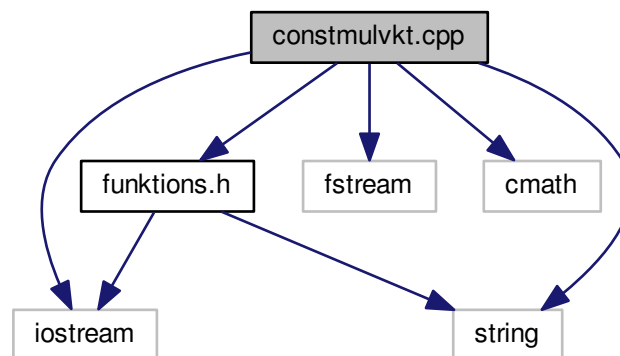 constmulvkt.cpp
funktions.h
fstream
cmath
iostream
string